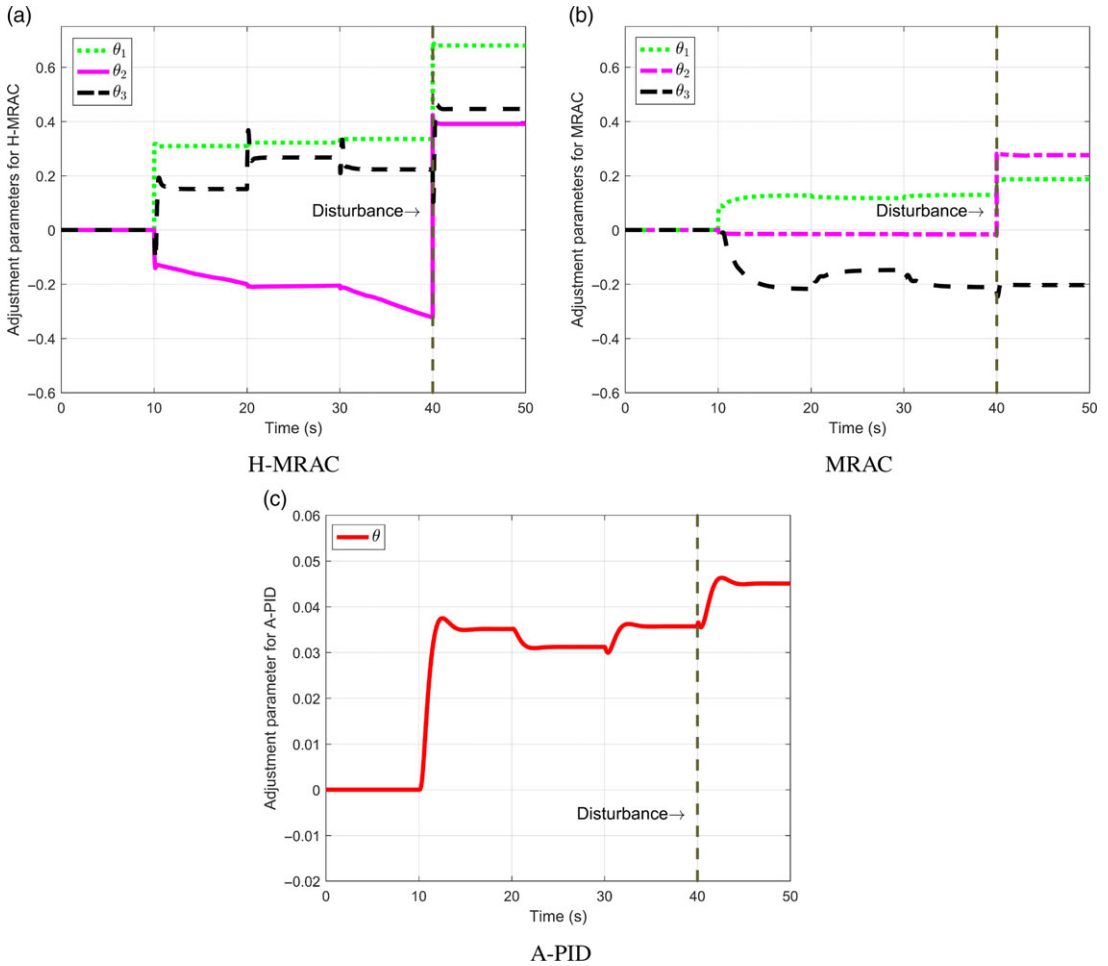 (a)
Adjustment parameters for H-MRAC
0.6
0.4
0.2
0
−0.2
−0.4
−0.6
θ1
θ2
θ3
Disturbance→
0 10 20 30 40 50
Time (s)
H-MRAC
(b)
Adjustment parameters for MRAC
0.6
0.4
0.2
0
−0.2
−0.4
−0.6
θ1
θ2
θ3
Disturbance→
0 10 20 30 40 50
Time (s)
MRAC
(c)
Adjustment parameter for A-PID
0.06
0.05
0.04
0.03
0.02
0.01
0
−0.01
−0.02
θ
Disturbance→
0 10 20 30 40 50
Time (s)
A-PID